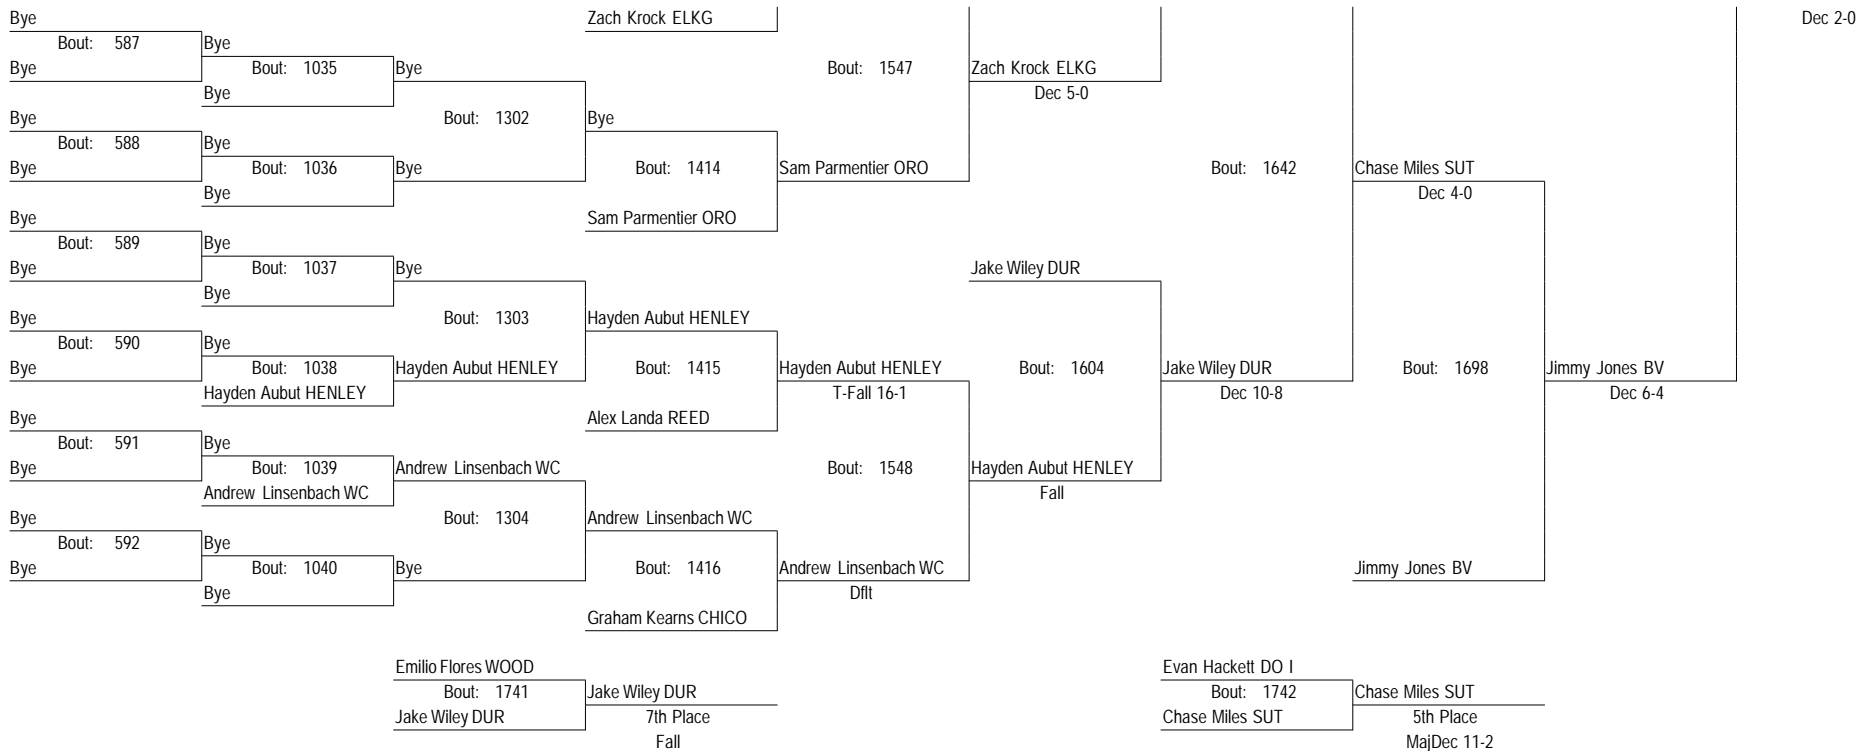 Bye Zach Krock ELKG Dec 2-0
Bout: 587 Bye
Bye Bout: 1035 Bye Bout: 1547 Zach Krock ELKG
Bye Dec 5-0
Bye Bout: 1302 Bye
Bout: 588 Bye
Bye Bout: 1036 Bye Bout: 1414 Sam Parmentier ORO Bout: 1642 Chase Miles SUT
Bye Dec 4-0
Bye Sam Parmentier ORO
Bout: 589 Bye
Bye Bout: 1037 Bye Jake Wiley DUR
Bye
Bye Bout: 1303 Hayden Aubut HENLEY
Bout: 590 Bye
Bye Bout: 1038 Hayden Aubut HENLEY Bout: 1415 Hayden Aubut HENLEY Bout: 1604 Jake Wiley DUR Bout: 1698 Jimmy Jones BV
Hayden Aubut HENLEY T-Fall 16-1 Dec 10-8 Dec 6-4
Bye Alex Landa REED
Bout: 591 Bye
Bye Bout: 1039 Andrew Linsenbach WC Bout: 1548 Hayden Aubut HENLEY
Andrew Linsenbach WC Fall
Bye Bout: 1304 Andrew Linsenbach WC
Bout: 592 Bye
Bye Bout: 1040 Bye Bout: 1416 Andrew Linsenbach WC Jimmy Jones BV
Bye Dflt
Graham Kearns CHICO
Emilio Flores WOOD Evan Hackett DO I
Bout: 1741 Jake Wiley DUR Bout: 1742 Chase Miles SUT
Jake Wiley DUR 7th Place Chase Miles SUT 5th Place
Fall MajDec 11-2